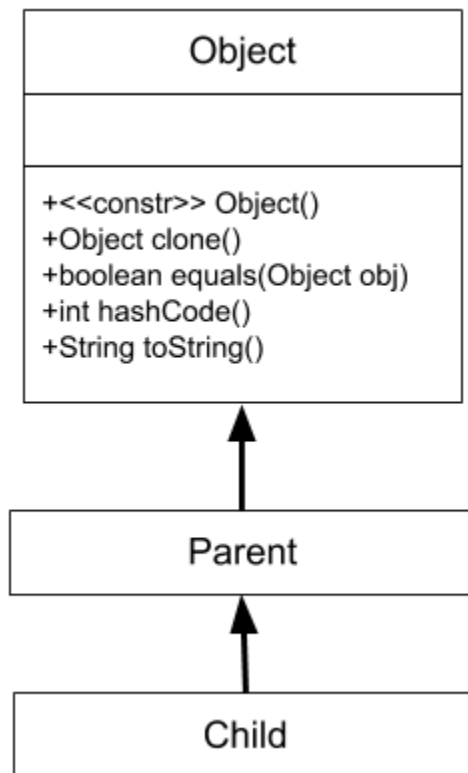 Object
+<<constr>> Object()
+Object clone()
+boolean equals(Object obj)
+int hashCode()
+String toString()
Parent
Child